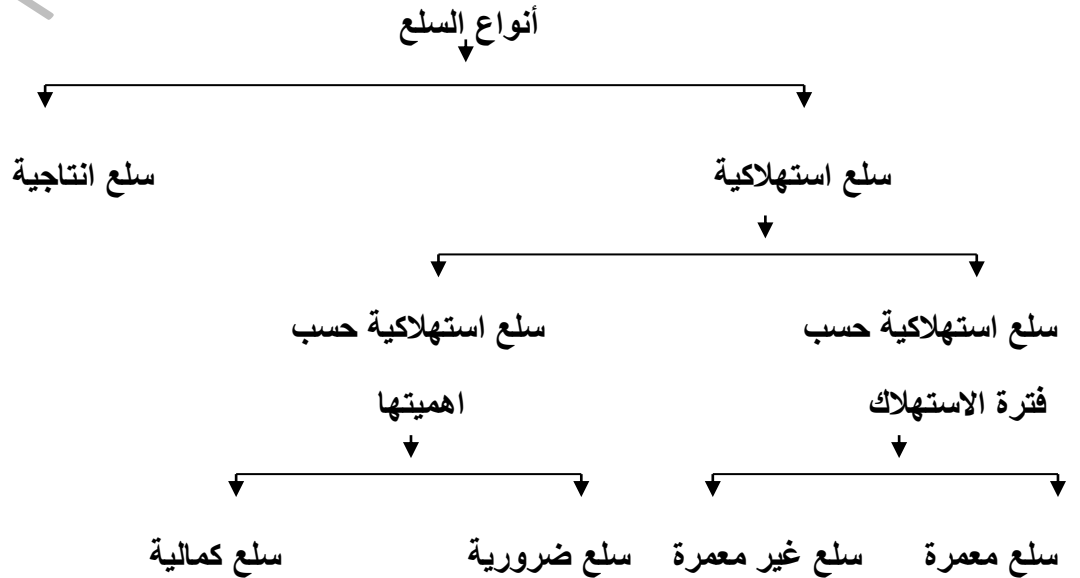 أنواع السلع
سلع استهلاكية سلع انتاجية
سلع استهلاكية حسب سلع استهلاكية حسب
فترة الاستهلاك اهميتها
سلع معمرة سلع غير معمرة سلع ضرورية سلع كمالية